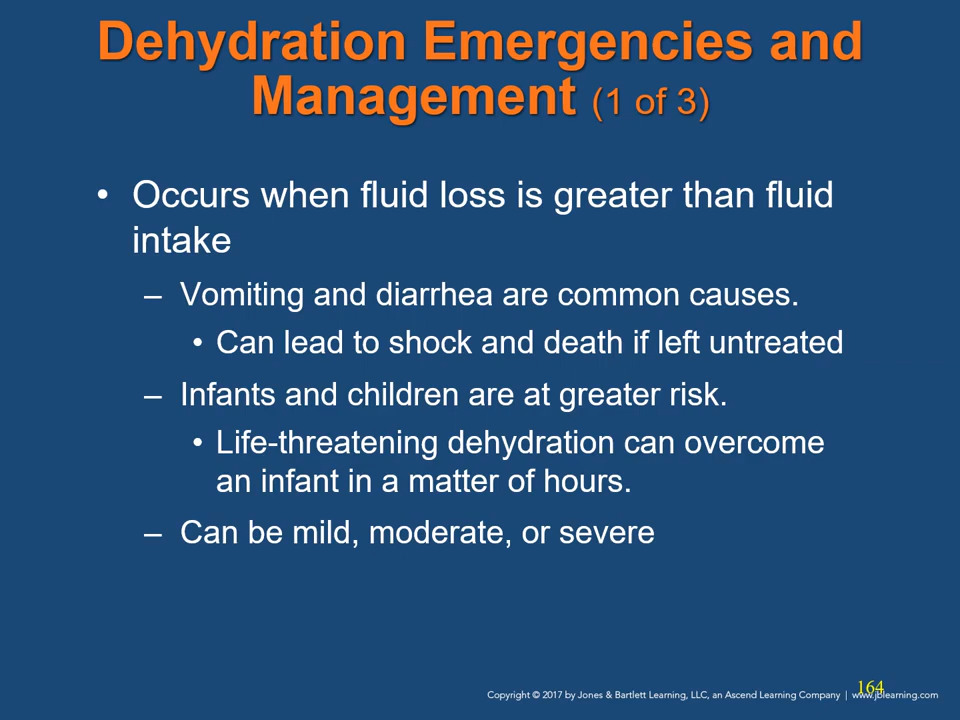 Dehydration Emergencies and
Management (1 of 3)
• Occurs when fluid loss is greater than fluid
intake
– Vomiting and diarrhea are common causes.
• Can lead to shock and death if left untreated
– Infants and children are at greater risk.
• Life-threatening dehydration can overcome
an infant in a matter of hours.
– Can be mild, moderate, or severe
164
Copyright © 2017 by Jones & Bartlett Learning, LLC, an Ascend Learning Company | www.jblearning.com